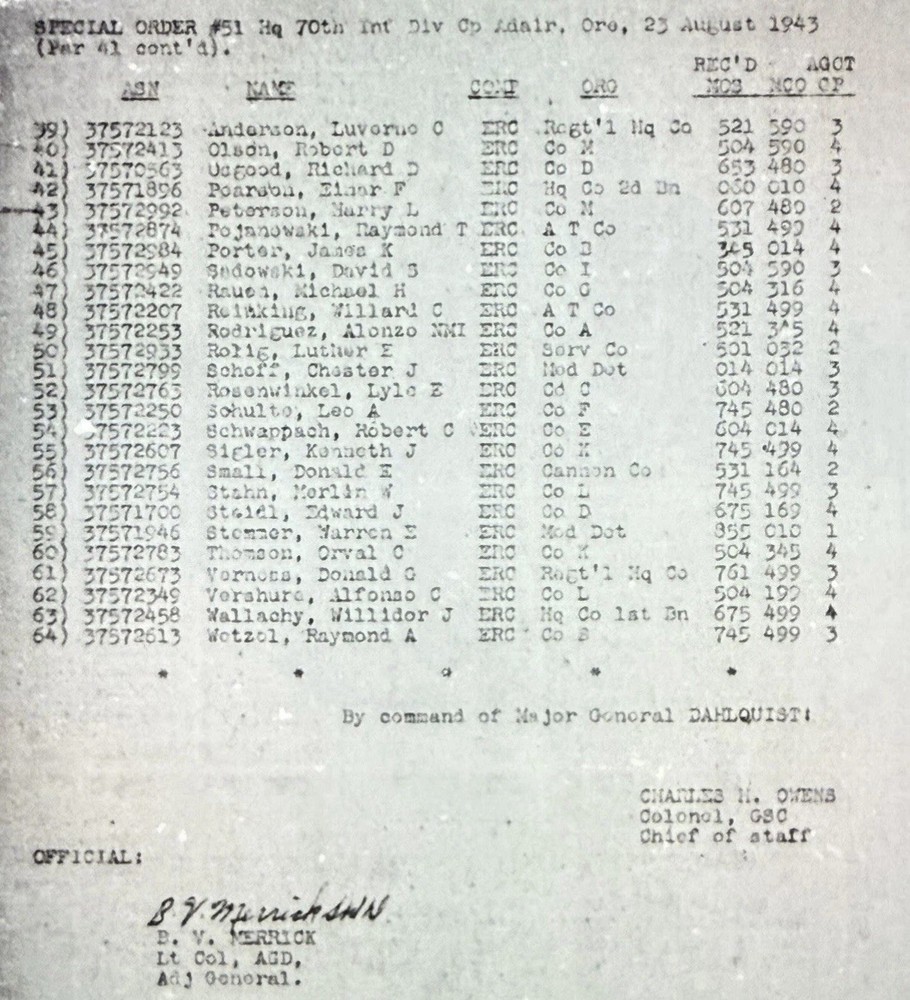 SPECIAL ORDER #51 Hq 70th Inf Div Cp Adair, Ore, 23 August 1943
(Par 41 cont'd).
REC'D AGCT
ASN NAME COMP ORG MOS MCO GP
39) 37572123 Anderson, Luverne C ERC Regt'l Hq Co 521 590 3
40) 37572413 Olson, Robert D ERC Co M 504 590 4
41) 37570563 Osgood, Richard D ERC Co D 653 480 3
42) 37571896 Pearson, Einar F ERC Hq Co 2d Bn 060 010 4
43) 37572992 Peterson, Harry L ERC Co M 607 480 2
44) 37572874 Pojanowski, Raymond T ERC A T Co 531 499 4
45) 37572984 Porter, James K ERC Co B 345 014 4
46) 37572949 Sadowski, David S ERC Co I 504 590 3
47) 37572422 Rauen, Michael H ERC Co G 504 316 4
48) 37572207 Reinking, Willard C ERC A T Co 531 499 4
49) 37572253 Rodriguez, Alonzo NMI ERC Co A 521 345 4
50) 37572933 Rolig, Luther E ERC Serv Co 501 032 2
51) 37572799 Schoff, Chester J ERC Med Det 014 014 3
52) 37572763 Rosenwinkel, Lyle E ERC Co C 604 480 3
53) 37572250 Schulte, Leo A ERC Co F 745 480 2
54) 37572223 Schwappach, Robert C ERC Co E 604 014 4
55) 37572607 Sigler, Kenneth J ERC Co K 745 499 4
56) 37572756 Small, Donald E ERC Cannon Co 531 164 2
57) 37572754 Stahn, Merlin W ERC Co L 745 499 3
58) 37571700 Steidl, Edward J ERC Co D 675 169 4
59) 37571946 Stemmer, Warren E ERC Med Det 855 010 1
60) 37572783 Thomson, Orval C ERC Co K 504 345 4
61) 37572673 Verness, Donald G ERC Regt'l Hq Co 761 499 3
62) 37572349 Vershure, Alfonso C ERC Co L 504 199 4
63) 37572458 Wallachy, Willidor J ERC Hq Co 1st Bn 675 499 4
64) 37572613 Wetzel, Raymond A ERC Co 745 499 3
* * * * *
By command of Major General DAHLQUIST:
CHARLES H. OWENS
Colonel, GSC
Chief of staff
OFFICIAL:
B. V. Merrick
B. V. MERRICK
Lt Col, AGD,
Adj General.